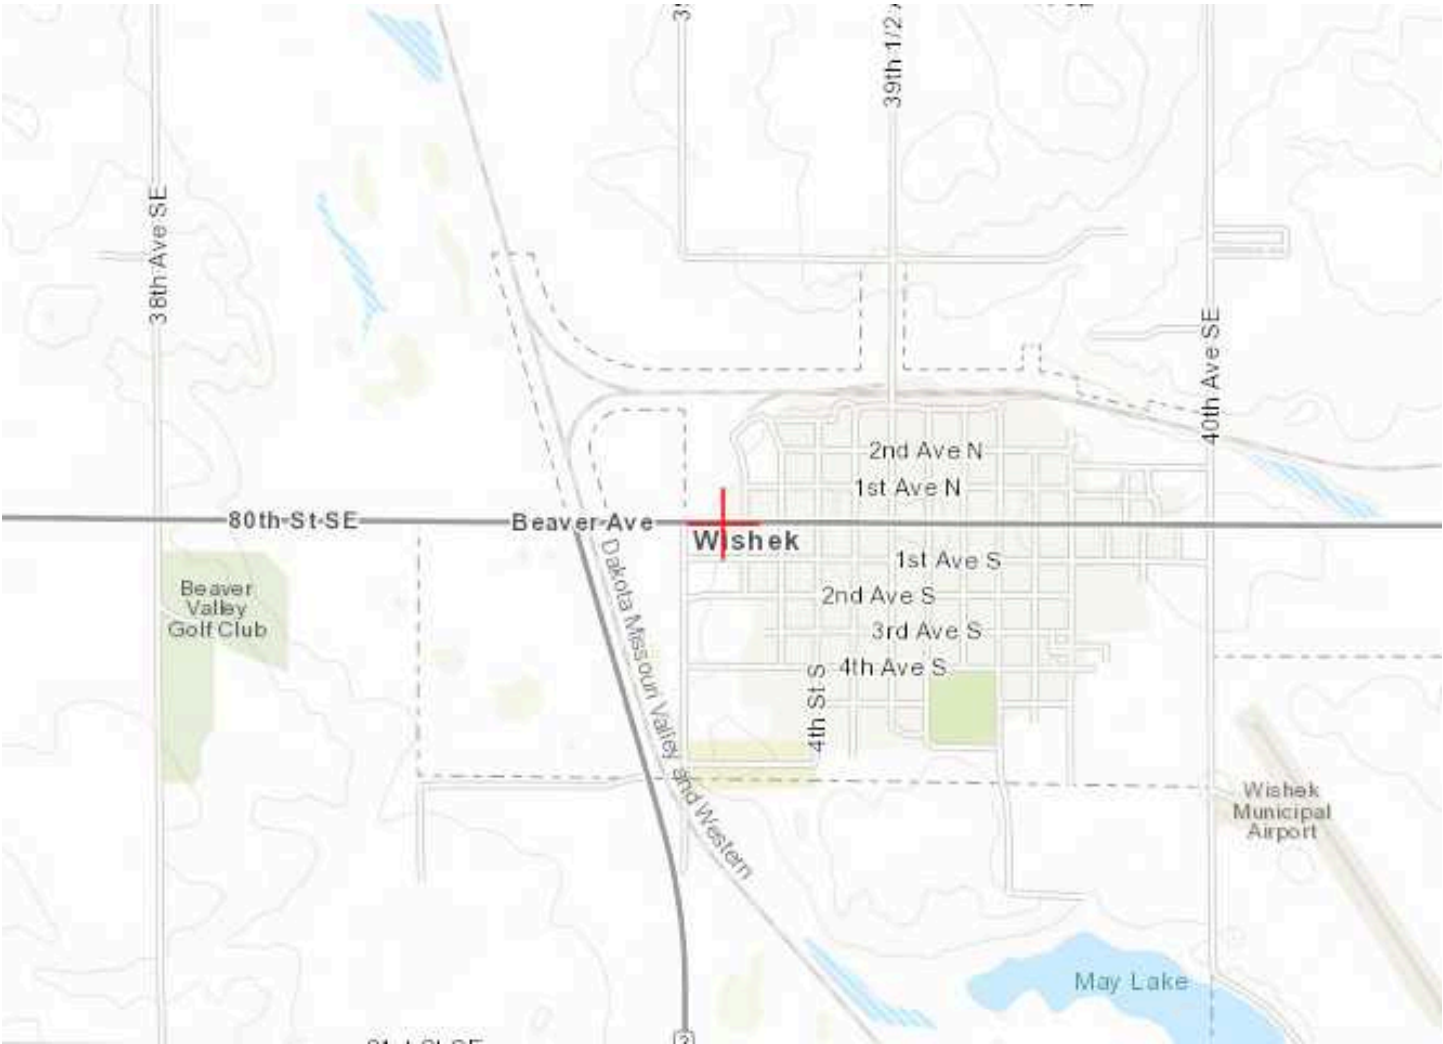 39th 1/2
38th Ave SE
40th Ave SE
2nd Ave N
1st Ave N
80th St SE
Beaver Ave
Wishek
1st Ave S
Beaver
Valley
Golf Club
2nd Ave S
3rd Ave S
4th Ave S
4th St S
Dakota Missouri Valley and Western
Wishek
Municipal
Airport
May Lake